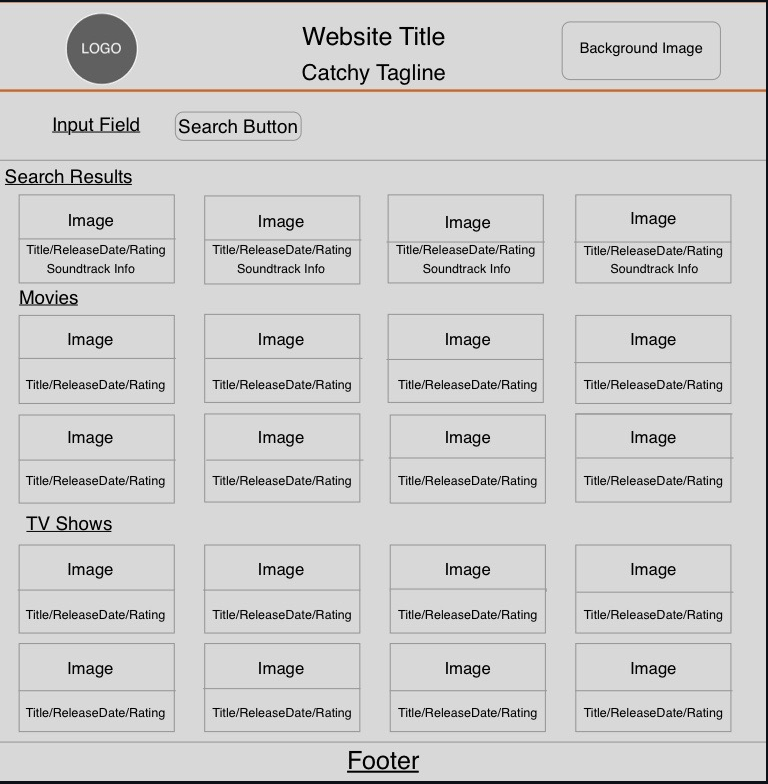 LOGO
Website Title
Catchy Tagline
Background Image
Input Field
Search Button
Search Results
Image
Title/ReleaseDate/Rating
Soundtrack Info
Image
Title/ReleaseDate/Rating
Soundtrack Info
Image
Title/ReleaseDate/Rating
Soundtrack Info
Image
Title/ReleaseDate/Rating
Soundtrack Info
Movies
Image
Title/ReleaseDate/Rating
Image
Title/ReleaseDate/Rating
Image
Title/ReleaseDate/Rating
Image
Title/ReleaseDate/Rating
Image
Title/ReleaseDate/Rating
Image
Title/ReleaseDate/Rating
Image
Title/ReleaseDate/Rating
Image
Title/ReleaseDate/Rating
TV Shows
Image
Title/ReleaseDate/Rating
Image
Title/ReleaseDate/Rating
Image
Title/ReleaseDate/Rating
Image
Title/ReleaseDate/Rating
Image
Title/ReleaseDate/Rating
Image
Title/ReleaseDate/Rating
Image
Title/ReleaseDate/Rating
Image
Title/ReleaseDate/Rating
Footer